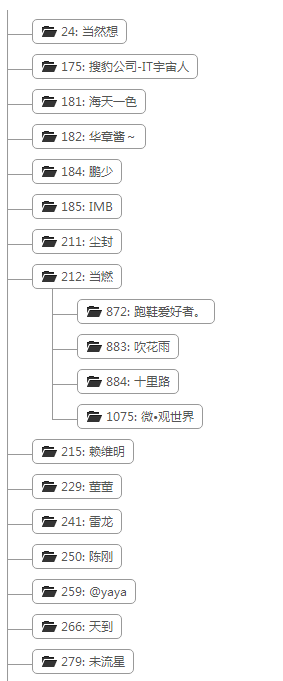 24: 当然想
175: 搜豹公司-IT宇宙人
181: 海天一色
182: 华章酱～
184: 鹏少
185: IMB
211: 尘封
212: 当燃
872: 跑鞋爱好者。
883: 吹花雨
884: 十里路
1075: 微•观世界
215: 赖维明
229: 董董
241: 雷龙
250: 陈刚
259: @yaya
266: 天到
279: 未流星